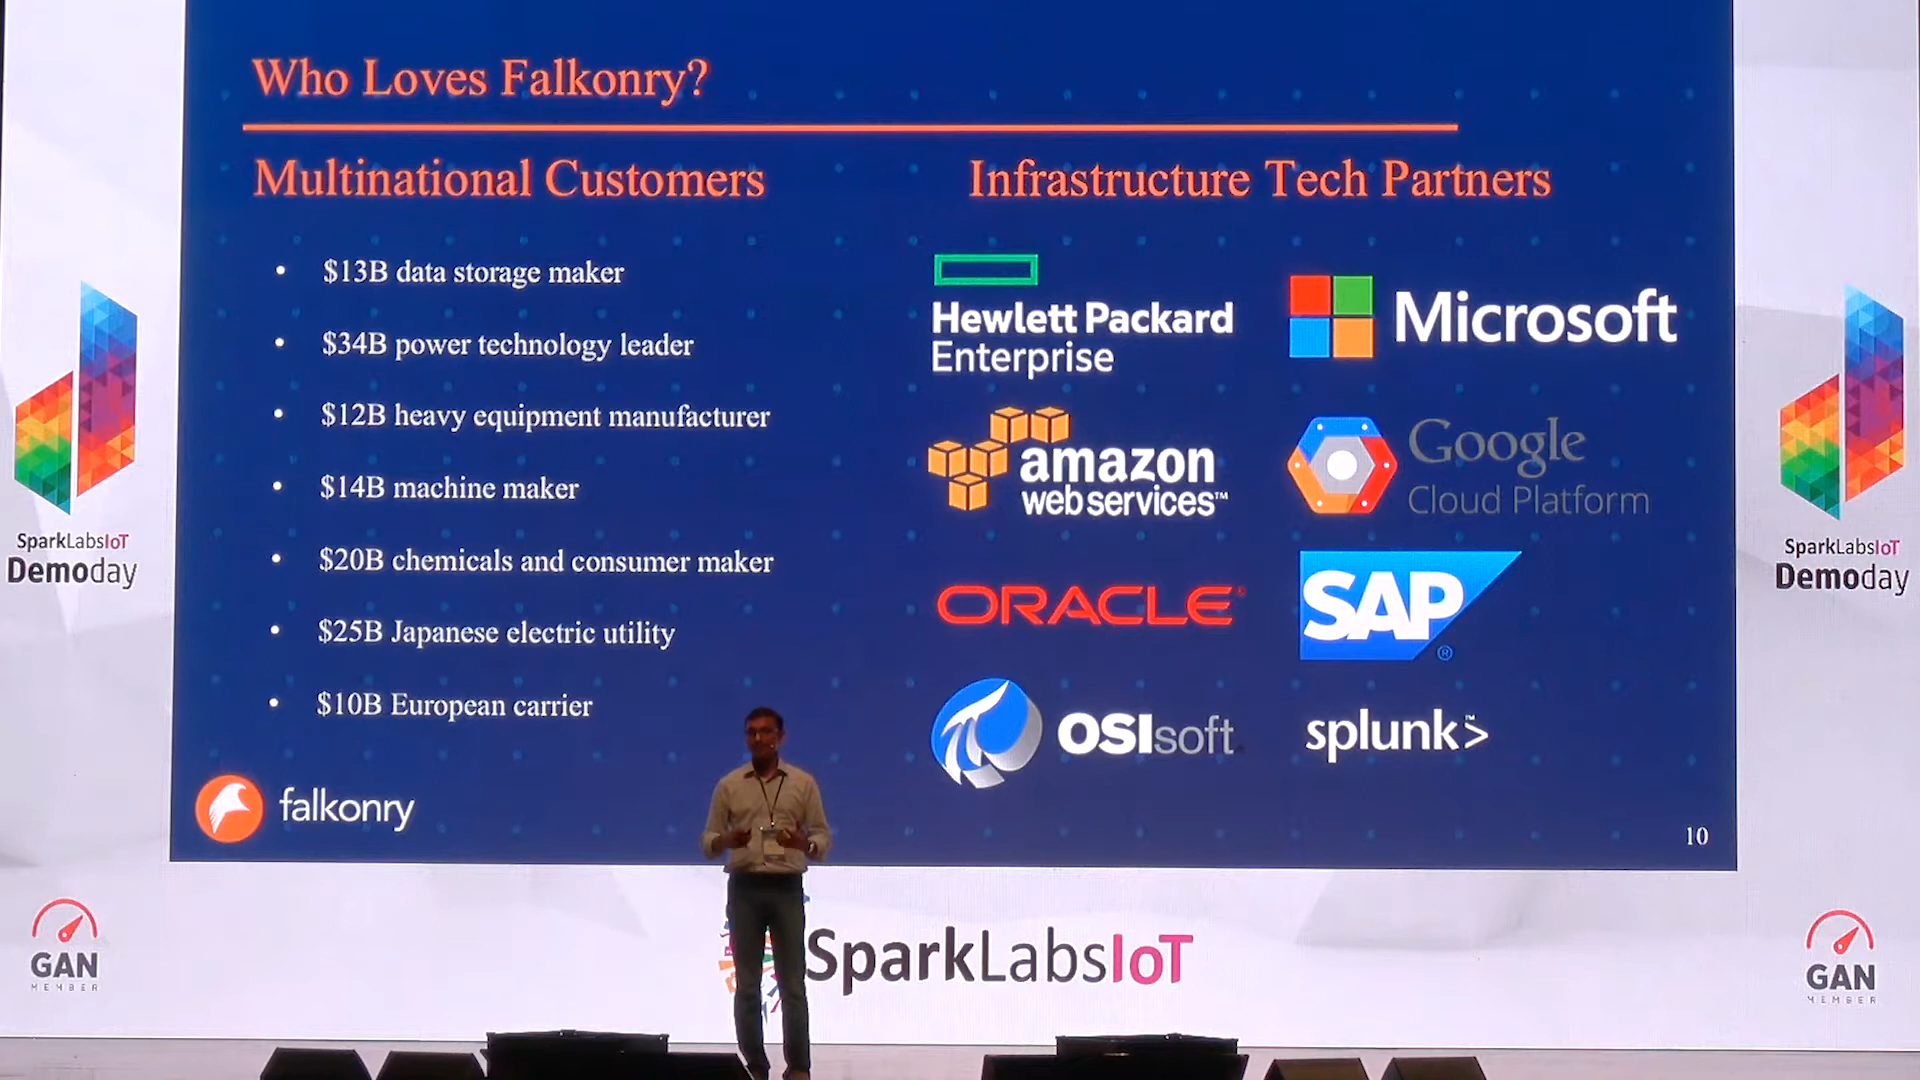 Who Loves Falkonry?
Multinational Customers
• $13B data storage maker
• $34B power technology leader
• $12B heavy equipment manufacturer
• $14B machine maker
• $20B chemicals and consumer maker
• $25B Japanese electric utility
• $10B European carrier
Infrastructure Tech Partners
Hewlett Packard
Enterprise
Microsoft
amazon
web services™
Google
Cloud Platform
ORACLE®
SAP
®
OSIsoft
splunk>
falkonry
10
SparkLabsIoT
Demoday
SparkLabsIoT
Demoday
GAN
MEMBER
SparkLabsIoT
GAN
MEMBER